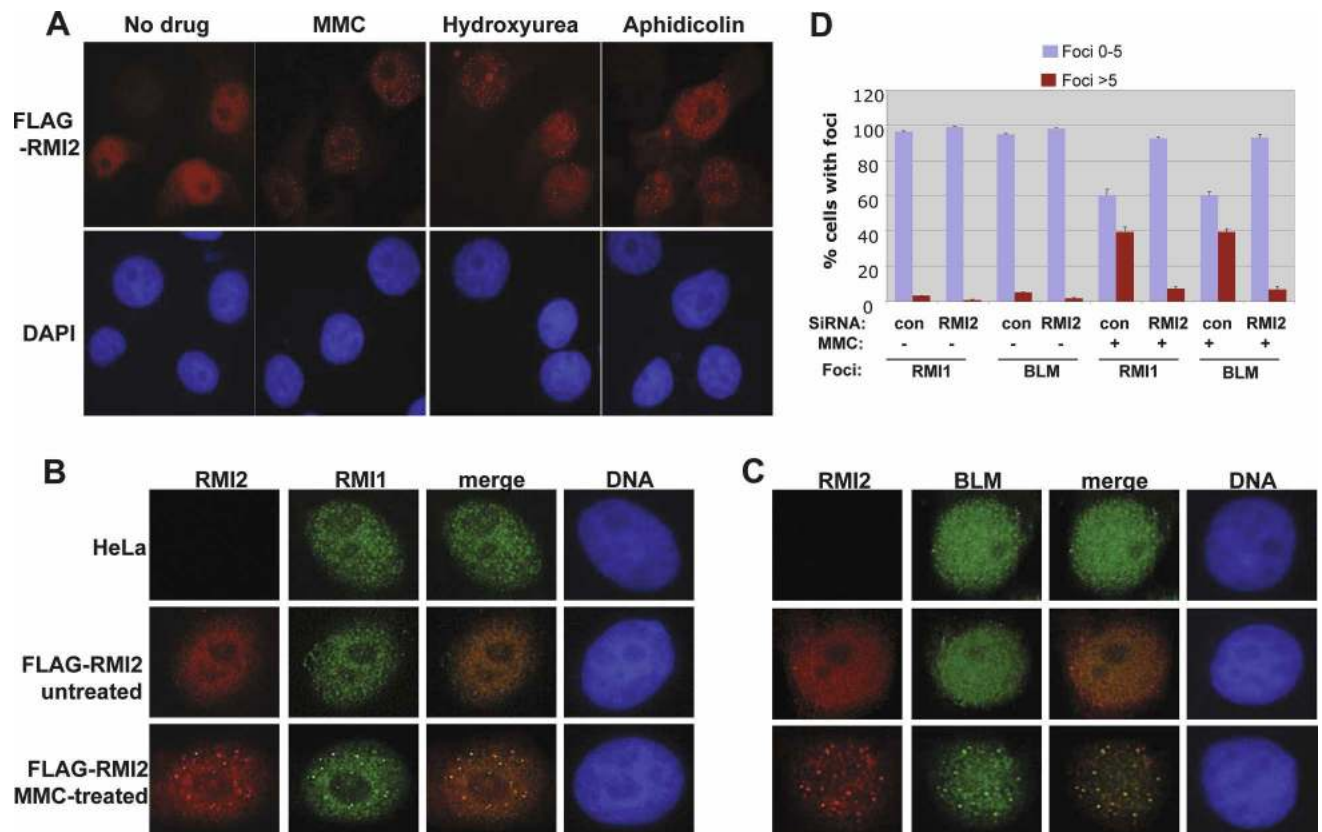 A
No drug
MMC
Hydroxyurea
Aphidicolin
FLAG
-RMI2
DAPI
D
Foci 0-5
Foci >5
% cells with foci
120
100
80
60
40
20
0
SiRNA: con RMI2 con RMI2 con RMI2 con RMI2
MMC: - - - - + + + +
Foci: RMI1 BLM RMI1 BLM
B
RMI2 RMI1 merge DNA
HeLa
FLAG-RMI2
untreated
FLAG-RMI2
MMC-treated
C
RMI2 BLM merge DNA